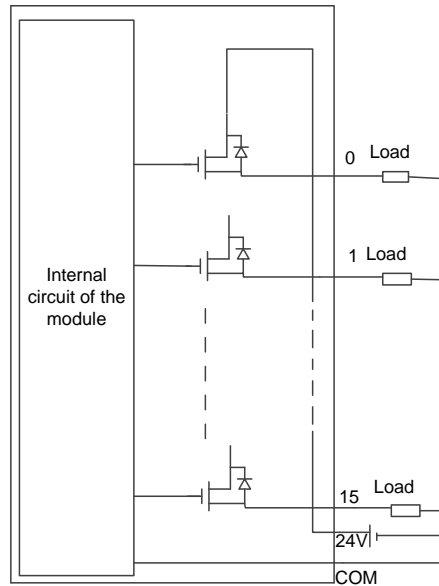 0 Load
1 Load
Internal
circuit of the
module
15 Load
24V
COM